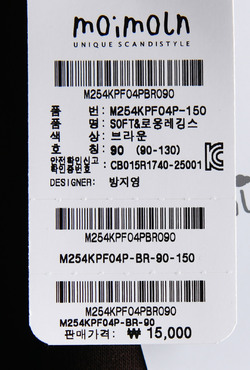 moimoln
UNIQUE SCANDISTYLE
M254KPF04PBR090
품 번: M254KPF04P-150
품 명: SOFT&로옹레깅스
색 상: 브라운
호 칭: 90 (90-130)
안전확인신고
확인증번호 : CB015R1740-25001
DESIGNER: 방지영
M254KPF04PBR090
M254KPF04P-BR-90-150
M254KPF04PBR090
M254KPF04P-BR-90
판매가격: ₩ 15,000